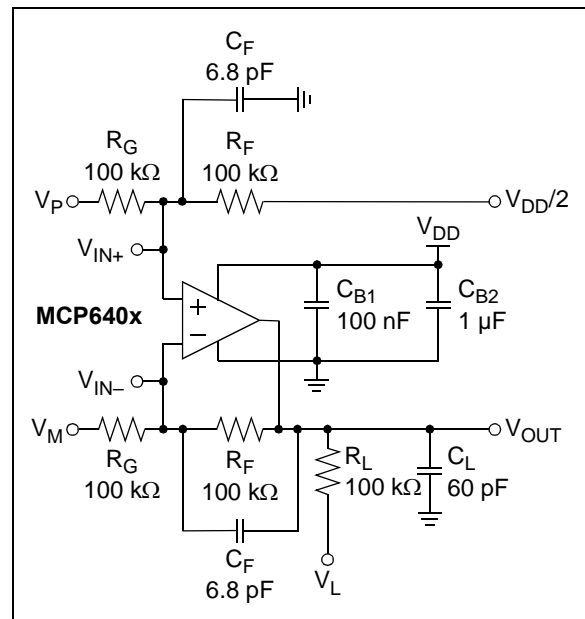 C_F
6.8 pF
R_G
100 kΩ
R_F
100 kΩ
V_P
V_DD/2
V_IN+
V_DD
MCP640x
+
−
C_B1
100 nF
C_B2
1 µF
V_IN–
V_M
V_OUT
R_G
100 kΩ
R_F
100 kΩ
R_L
100 kΩ
C_L
60 pF
C_F
6.8 pF
V_L